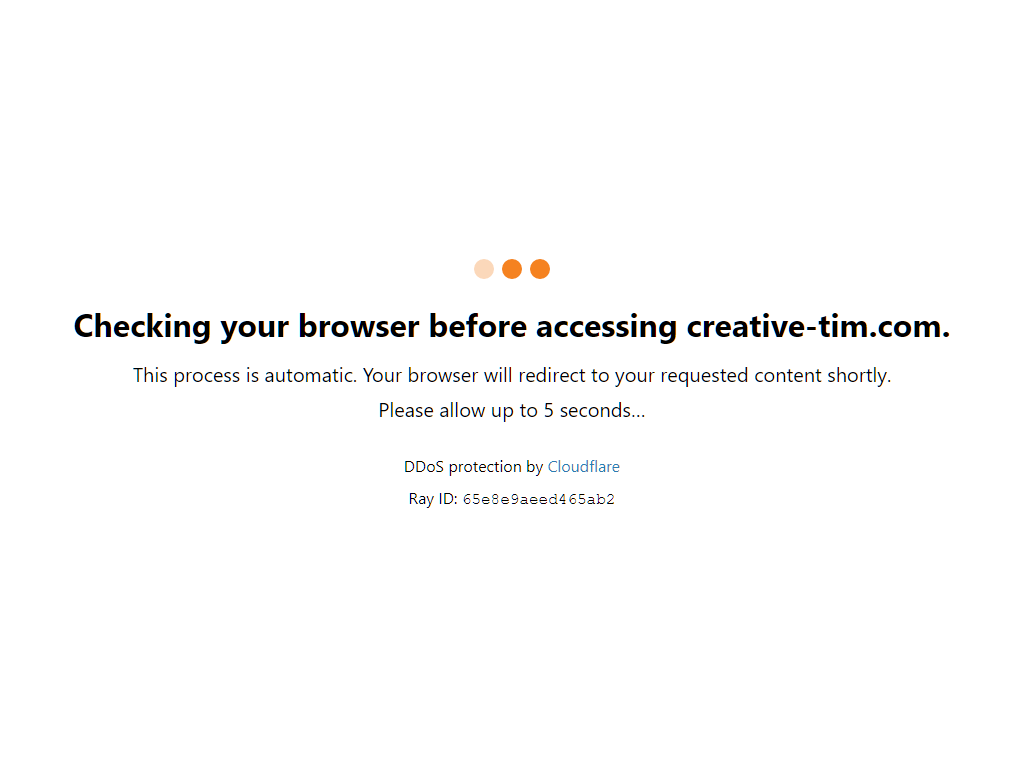 Checking your browser before accessing creative-tim.com.
This process is automatic. Your browser will redirect to your requested content shortly.
Please allow up to 5 seconds...
DDoS protection by Cloudflare
Ray ID: 65e8e9aeed465ab2